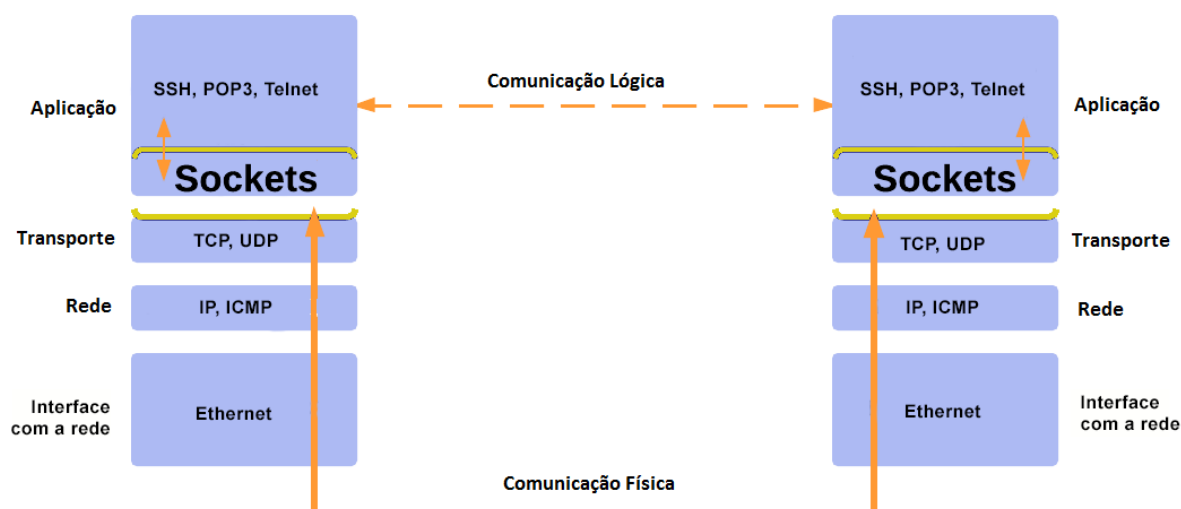 SSH, POP3, Telnet
Comunicação Lógica
SSH, POP3, Telnet
Aplicação
Aplicação
Sockets
Sockets
Transporte
TCP, UDP
TCP, UDP
Transporte
Rede
IP, ICMP
IP, ICMP
Rede
Interface
com a rede
Ethernet
Ethernet
Interface
com a rede
Comunicação Física